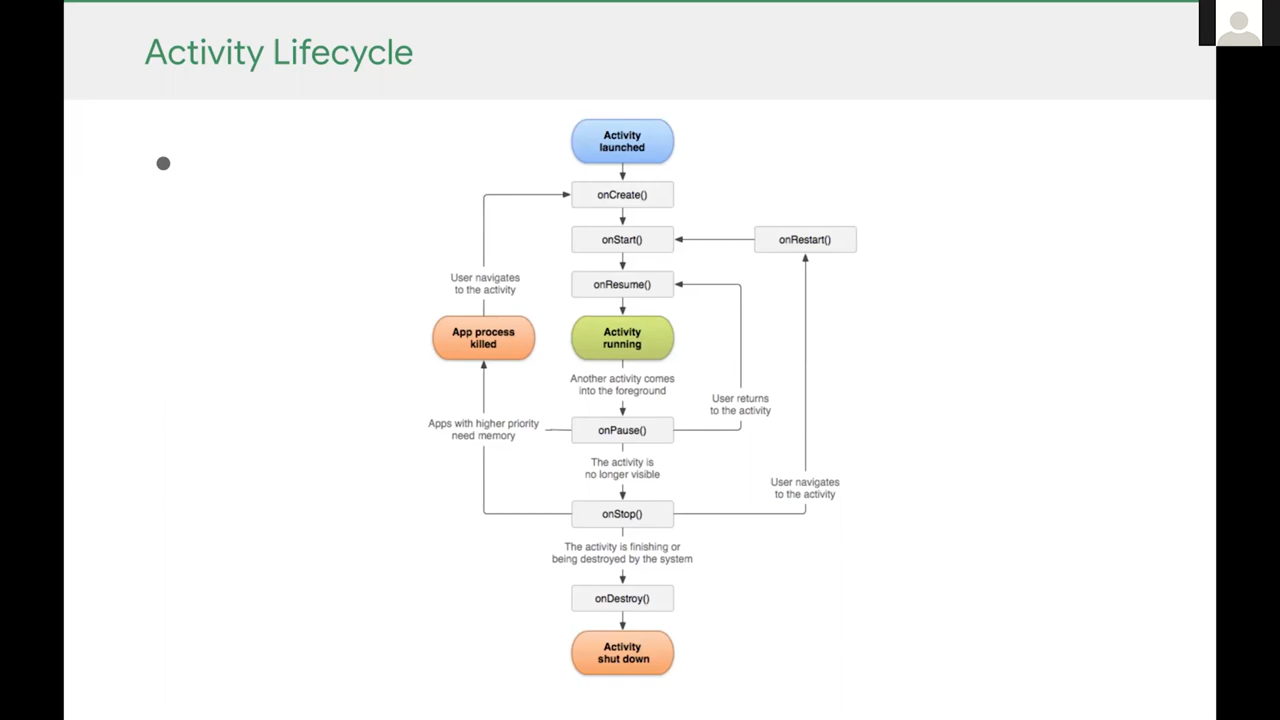 Activity Lifecycle
Activity
launched
onCreate()
onStart()
onRestart()
onResume()
User navigates
to the activity
App process
killed
Activity
running
Another activity comes
into the foreground
User returns
to the activity
Apps with higher priority
need memory
onPause()
The activity is
no longer visible
User navigates
to the activity
onStop()
The activity is finishing or
being destroyed by the system
onDestroy()
Activity
shut down